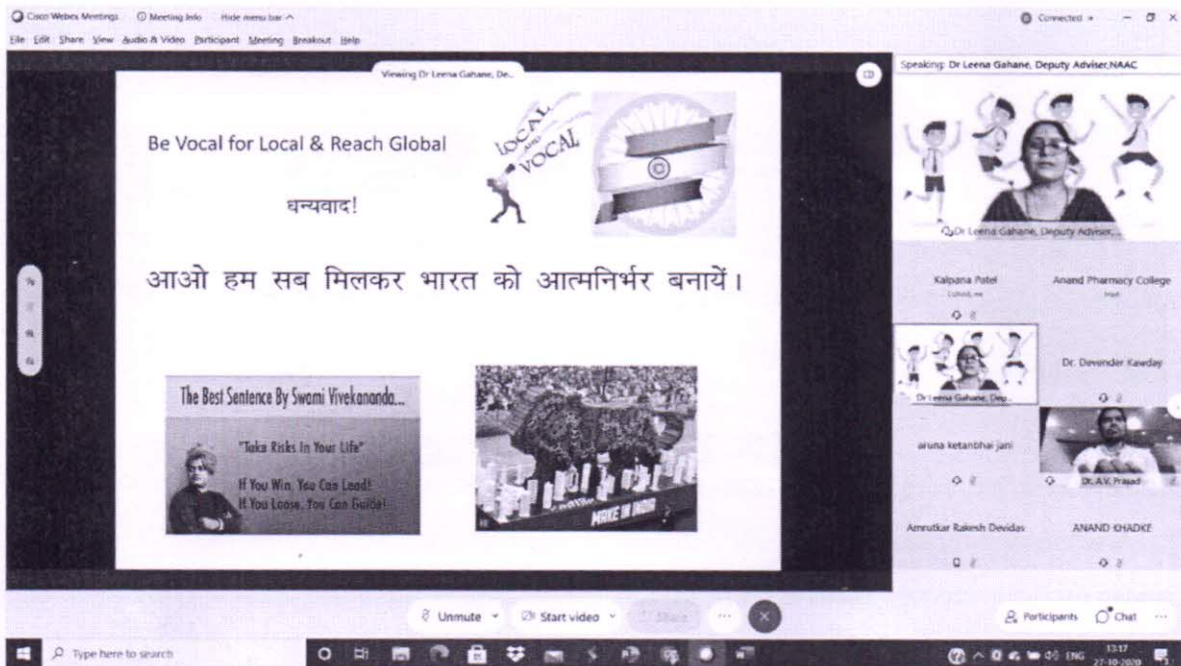 Cisco Webex Meetings Meeting Info Hide menu bar
Connected
File Edit Share View Audio & Video Participant Meeting Breakout Help
Viewing Dr Leena Gahane, De...
Speaking: Dr Leena Gahane, Deputy Adviser,NAAC
Be Vocal for Local & Reach Global
LOCAL
AND
VOCAL
धन्यवाद!
आओ हम सब मिलकर भारत को आत्मनिर्भर बनायें।
The Best Sentence By Swami Vivekananda...
"Take Risks In Your Life"
If You Win, You Can Lead!
If You Loose, You Can Guide!
MAKE IN INDIA
Dr Leena Gahane, Deputy Adviser,...
Kalpana Patel
Cohost, me
Anand Pharmacy College
Host
Dr Leena Gahane, Dep...
Dr. Devender Kawday
aruna ketanbhai jani
Dr. A.V. Prasad
Amrutkar Rakesh Devidas
ANAND KHADKE
Unmute
Start video
Share
Participants
Chat
Type here to search
ENG
13:17
27-10-2020